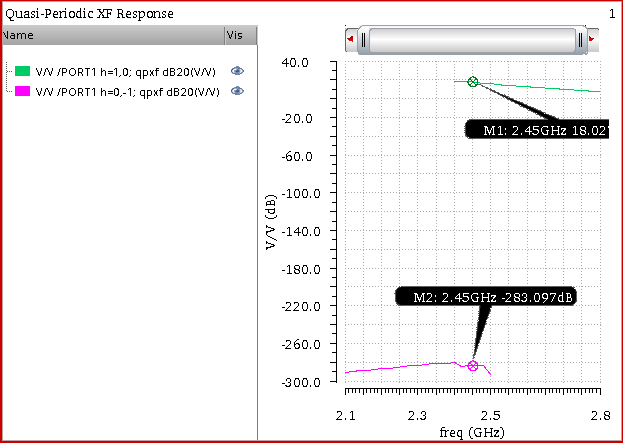 Quasi-Periodic XF Response
1
Name
Vis
V/V /PORT1 h=1,0; qpxf dB20(V/V)
V/V /PORT1 h=0,-1; qpxf dB20(V/V)
40.0
-20.0
-60.0
-100.0
-140.0
-180.0
-220.0
-260.0
-300.0
V/V (dB)
M1: 2.45GHz 18.02
M2: 2.45GHz -283.097dB
2.1
2.3
2.5
2.8
freq (GHz)